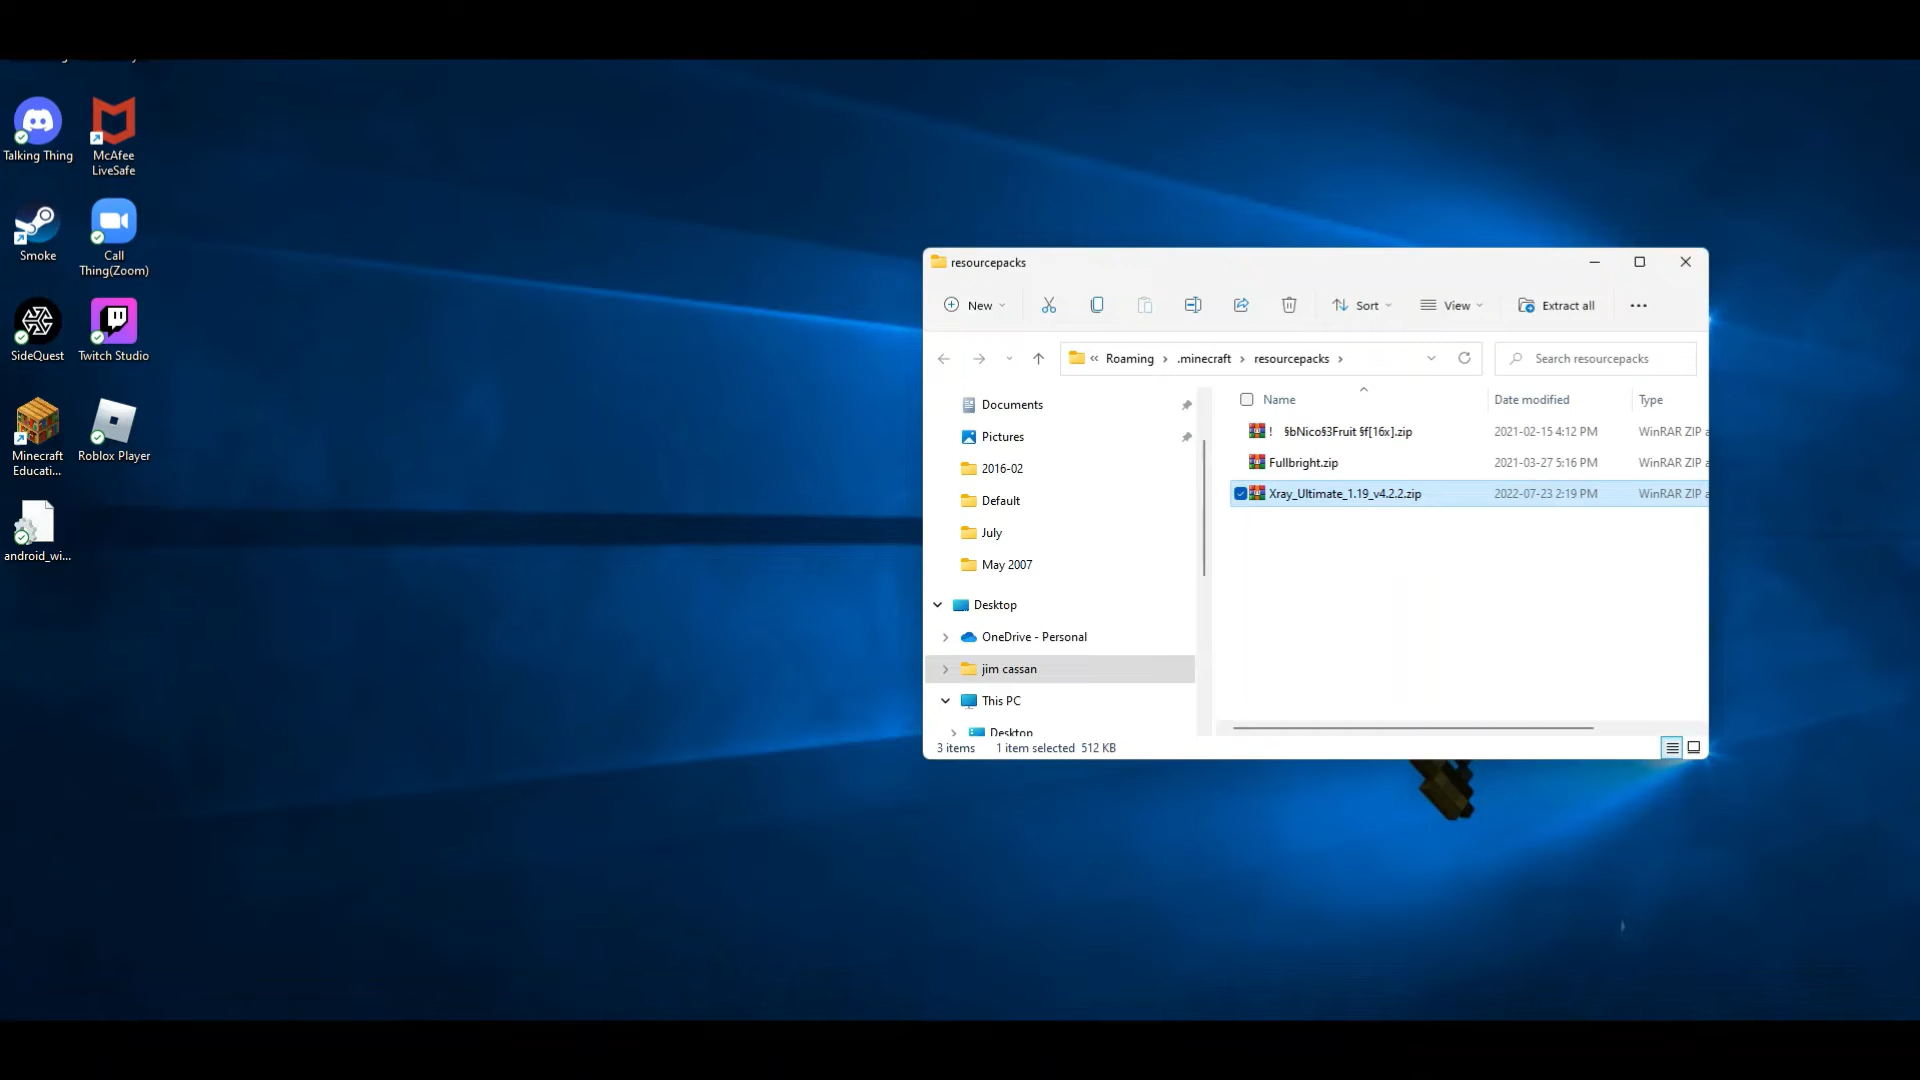 Talking Thing
McAfee
LiveSafe
Smoke
Call
Thing(Zoom)
SideQuest
Twitch Studio
Minecraft
Educati...
Roblox Player
android_wi...
resourcepacks
New
Sort
View
Extract all
« Roaming › .minecraft › resourcepacks ›
Search resourcepacks
Documents
Pictures
2016-02
Default
July
May 2007
Desktop
OneDrive - Personal
jim cassan
This PC
Desktop
Name Date modified Type
! §bNico§3Fruit §f[16x].zip 2021-02-15 4:12 PM WinRAR ZIP a
Fullbright.zip 2021-03-27 5:16 PM WinRAR ZIP a
Xray_Ultimate_1.19_v4.2.2.zip 2022-07-23 2:19 PM WinRAR ZIP a
3 items 1 item selected 512 KB